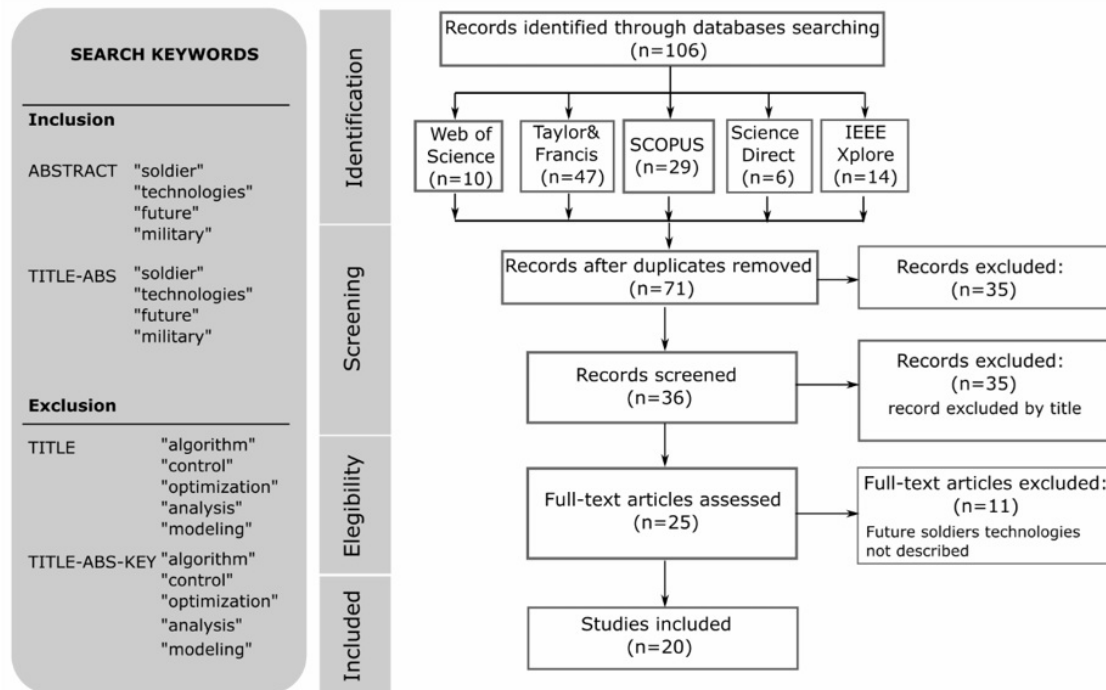 SEARCH KEYWORDS
Inclusion
ABSTRACT "soldier"
"technologies"
"future"
"military"
TITLE-ABS "soldier"
"technologies"
"future"
"military"
Exclusion
TITLE "algorithm"
"control"
"optimization"
"analysis"
"modeling"
TITLE-ABS-KEY "algorithm"
"control"
"optimization"
"analysis"
"modeling"
Identification
Screening
Elegibility
Included
Records identified through databases searching
(n=106)
Web of
Science
(n=10)
Taylor&
Francis
(n=47)
SCOPUS
(n=29)
Science
Direct
(n=6)
IEEE
Xplore
(n=14)
Records after duplicates removed
(n=71)
Records excluded:
(n=35)
Records screened
(n=36)
Records excluded:
(n=35)
record excluded by title
Full-text articles assessed
(n=25)
Full-text articles excluded:
(n=11)
Future soldiers technologies
not described
Studies included
(n=20)